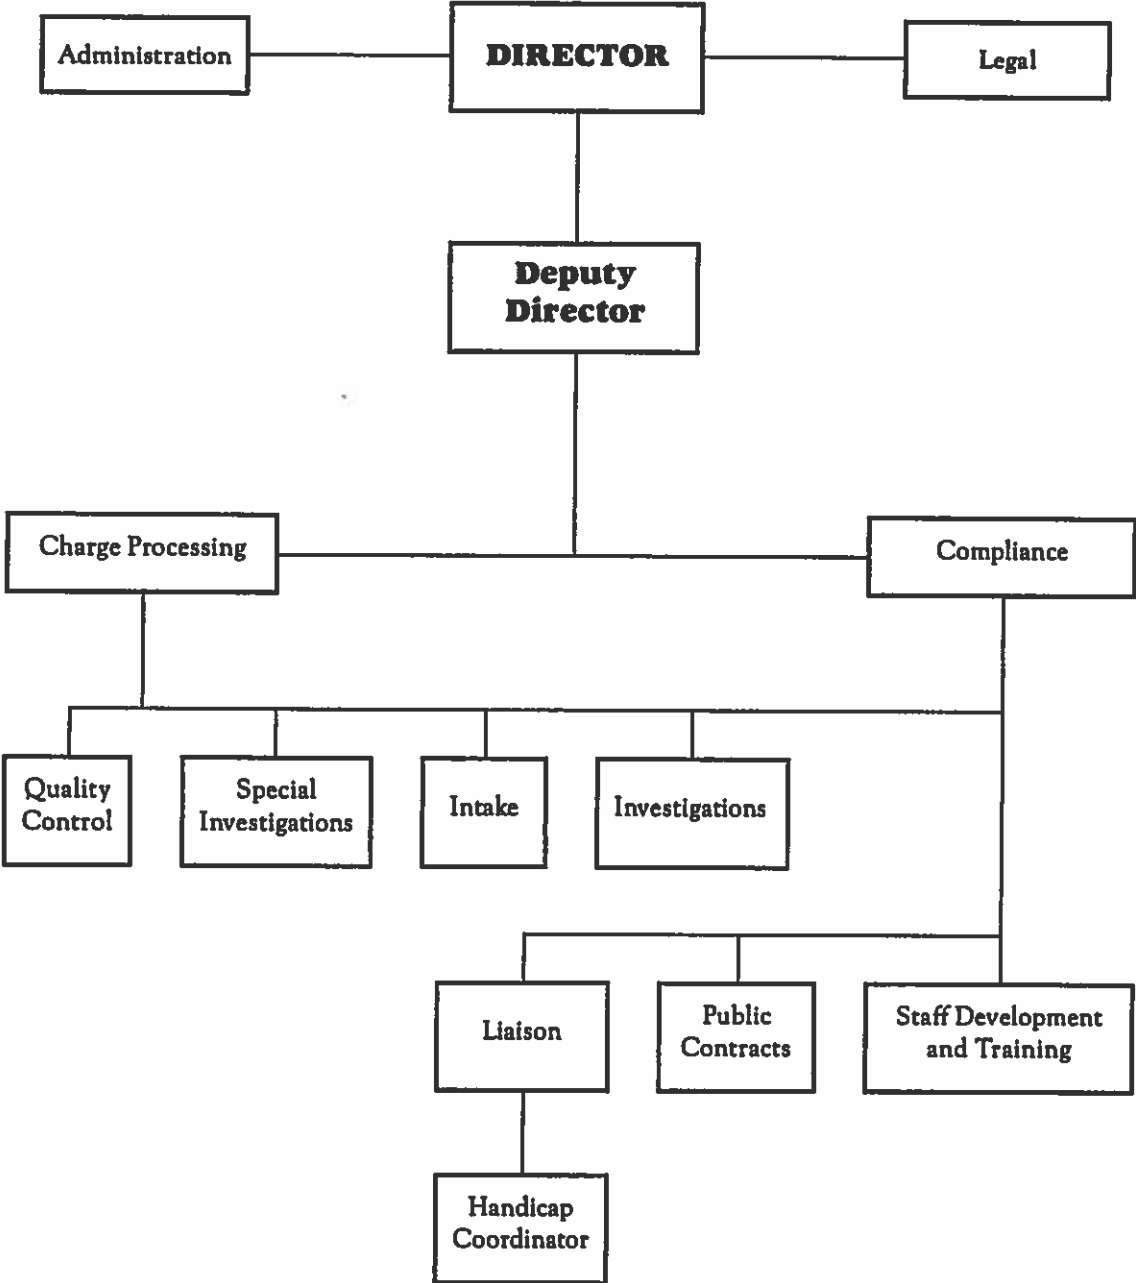 Administration
DIRECTOR
Legal
Deputy
Director
Charge Processing
Compliance
Quality
Control
Special
Investigations
Intake
Investigations
Liaison
Public
Contracts
Staff Development
and Training
Handicap
Coordinator